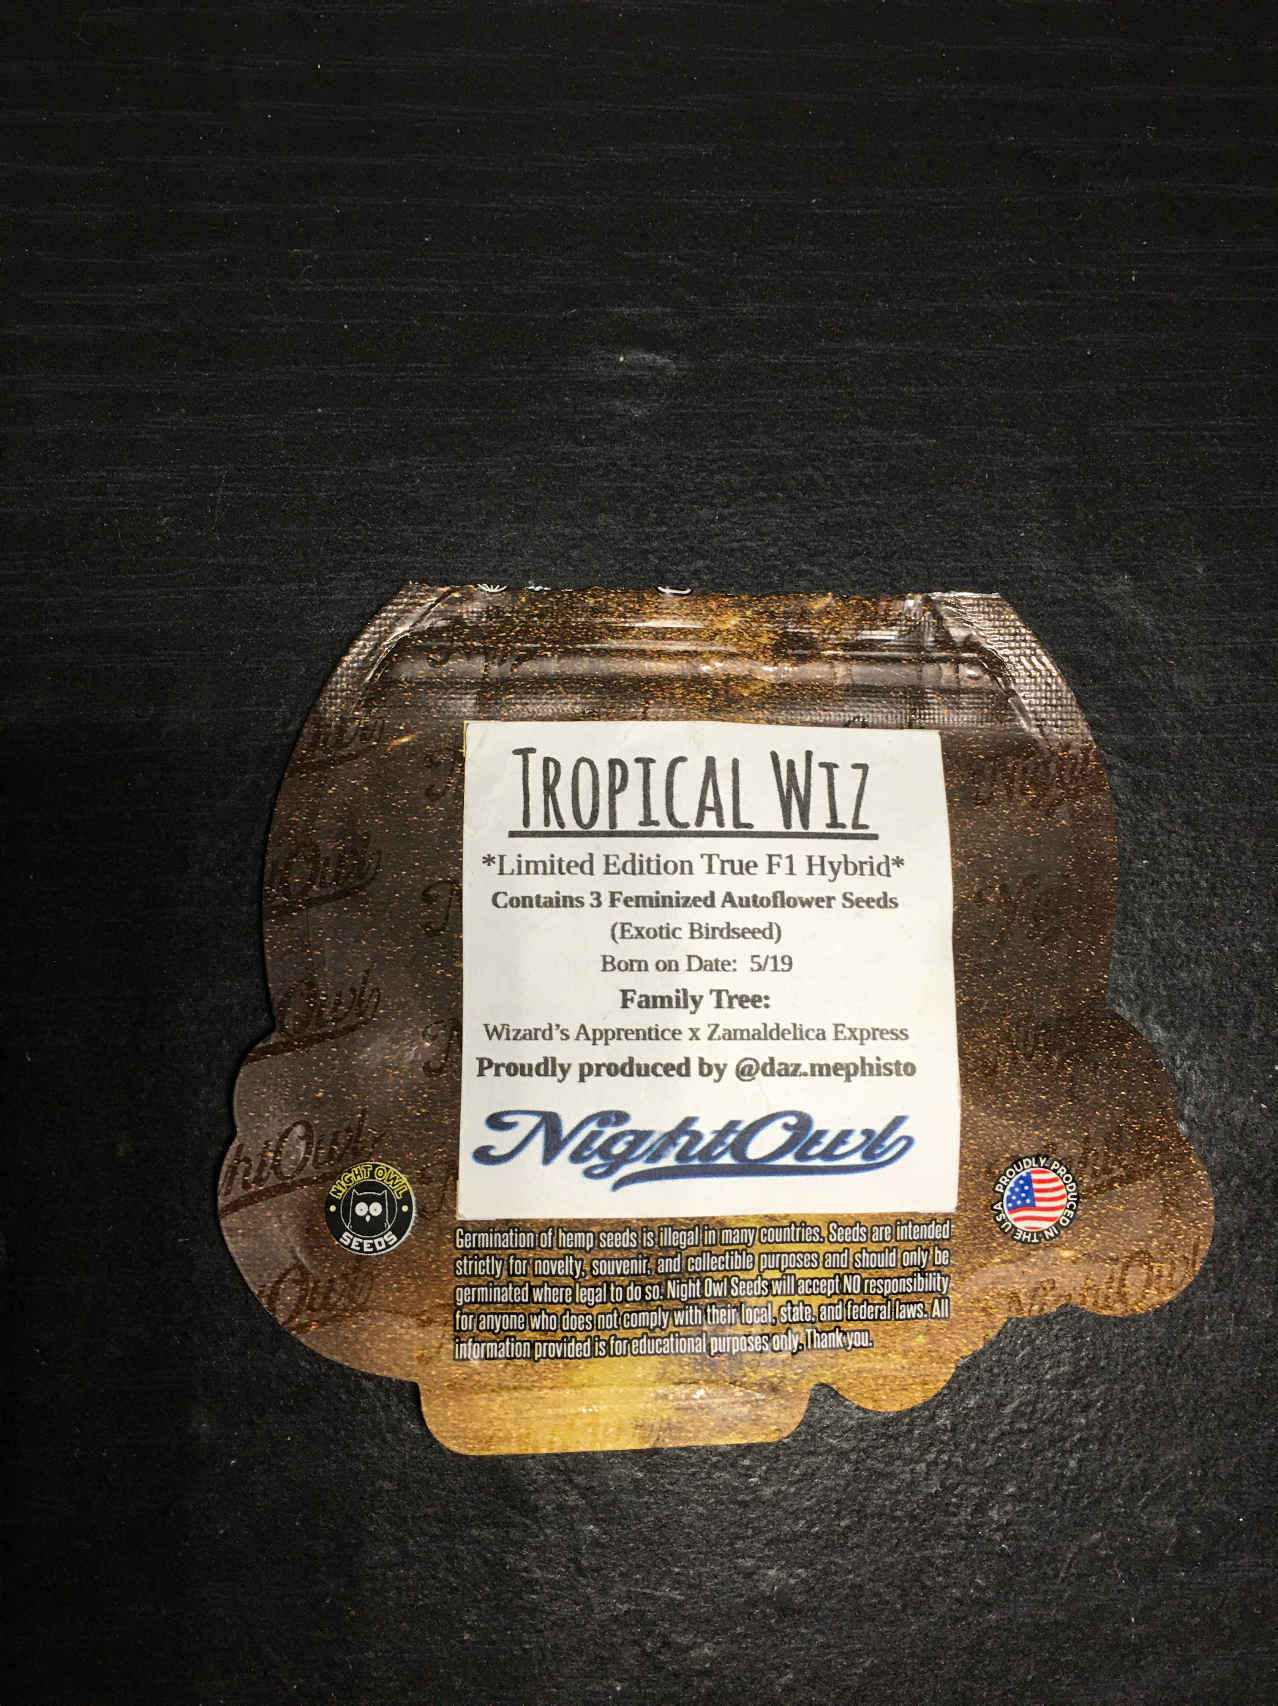 TROPICAL WIZ
*Limited Edition True F1 Hybrid*
Contains 3 Feminized Autoflower Seeds
(Exotic Birdseed)
Born on Date: 5/19
Family Tree:
Wizard's Apprentice x Zamaldelica Express
Proudly produced by @daz.mephisto
NightOwl
NIGHT OWL
SEEDS
PROUDLY PRODUCED IN THE USA
Germination of hemp seeds is illegal in many countries. Seeds are intended
strictly for novelty, souvenir, and collectible purposes and should only be
germinated where legal to do so. Night Owl Seeds will accept NO responsibility
for anyone who does not comply with their local, state, and federal laws. All
information provided is for educational purposes only. Thank you.